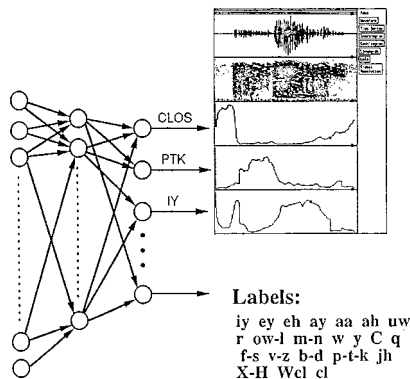 CLOS
PTK
IY
Labels:
iy ey eh ay aa ah uw
r ow-l m-n w y C q
f-s v-z b-d p-t-k jh
X-H Wcl cl